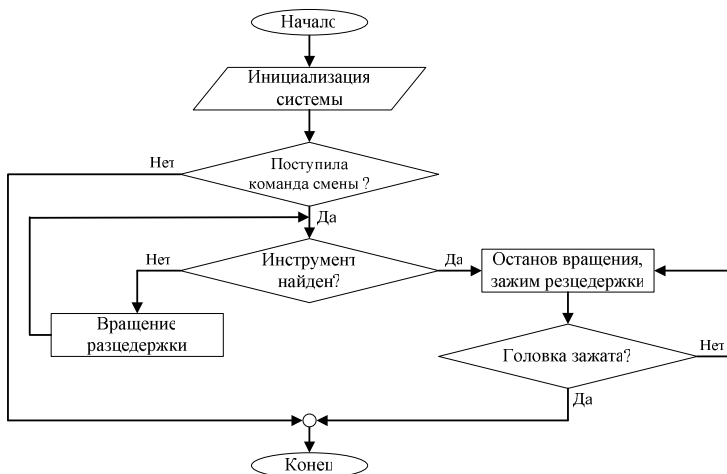 Начало
Инициализация
системы
Нет
Поступила
команда смены ?
Да
Нет
Инструмент
найден?
Да
Останов вращения,
зажим резцедержки
Вращение
разцедержки
Головка зажата?
Нет
Да
Конец